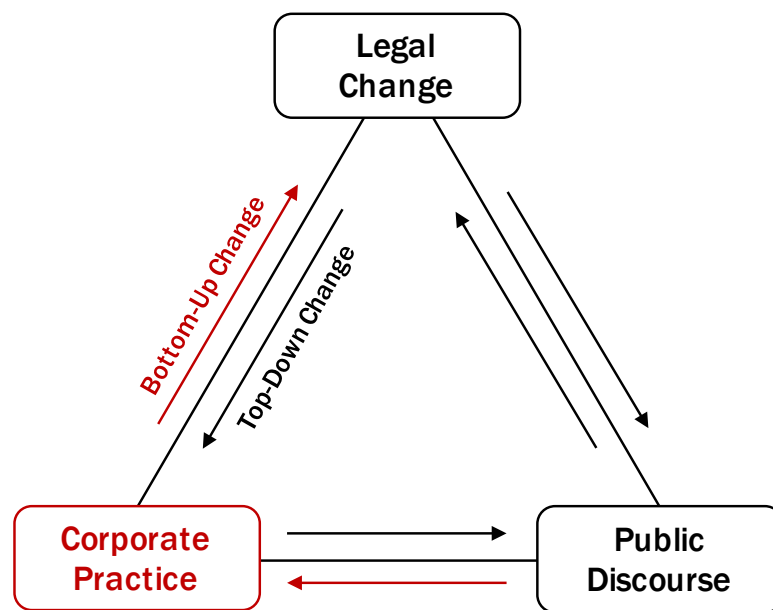 Legal
Change
Bottom-Up Change
Top-Down Change
Corporate
Practice
Public
Discourse